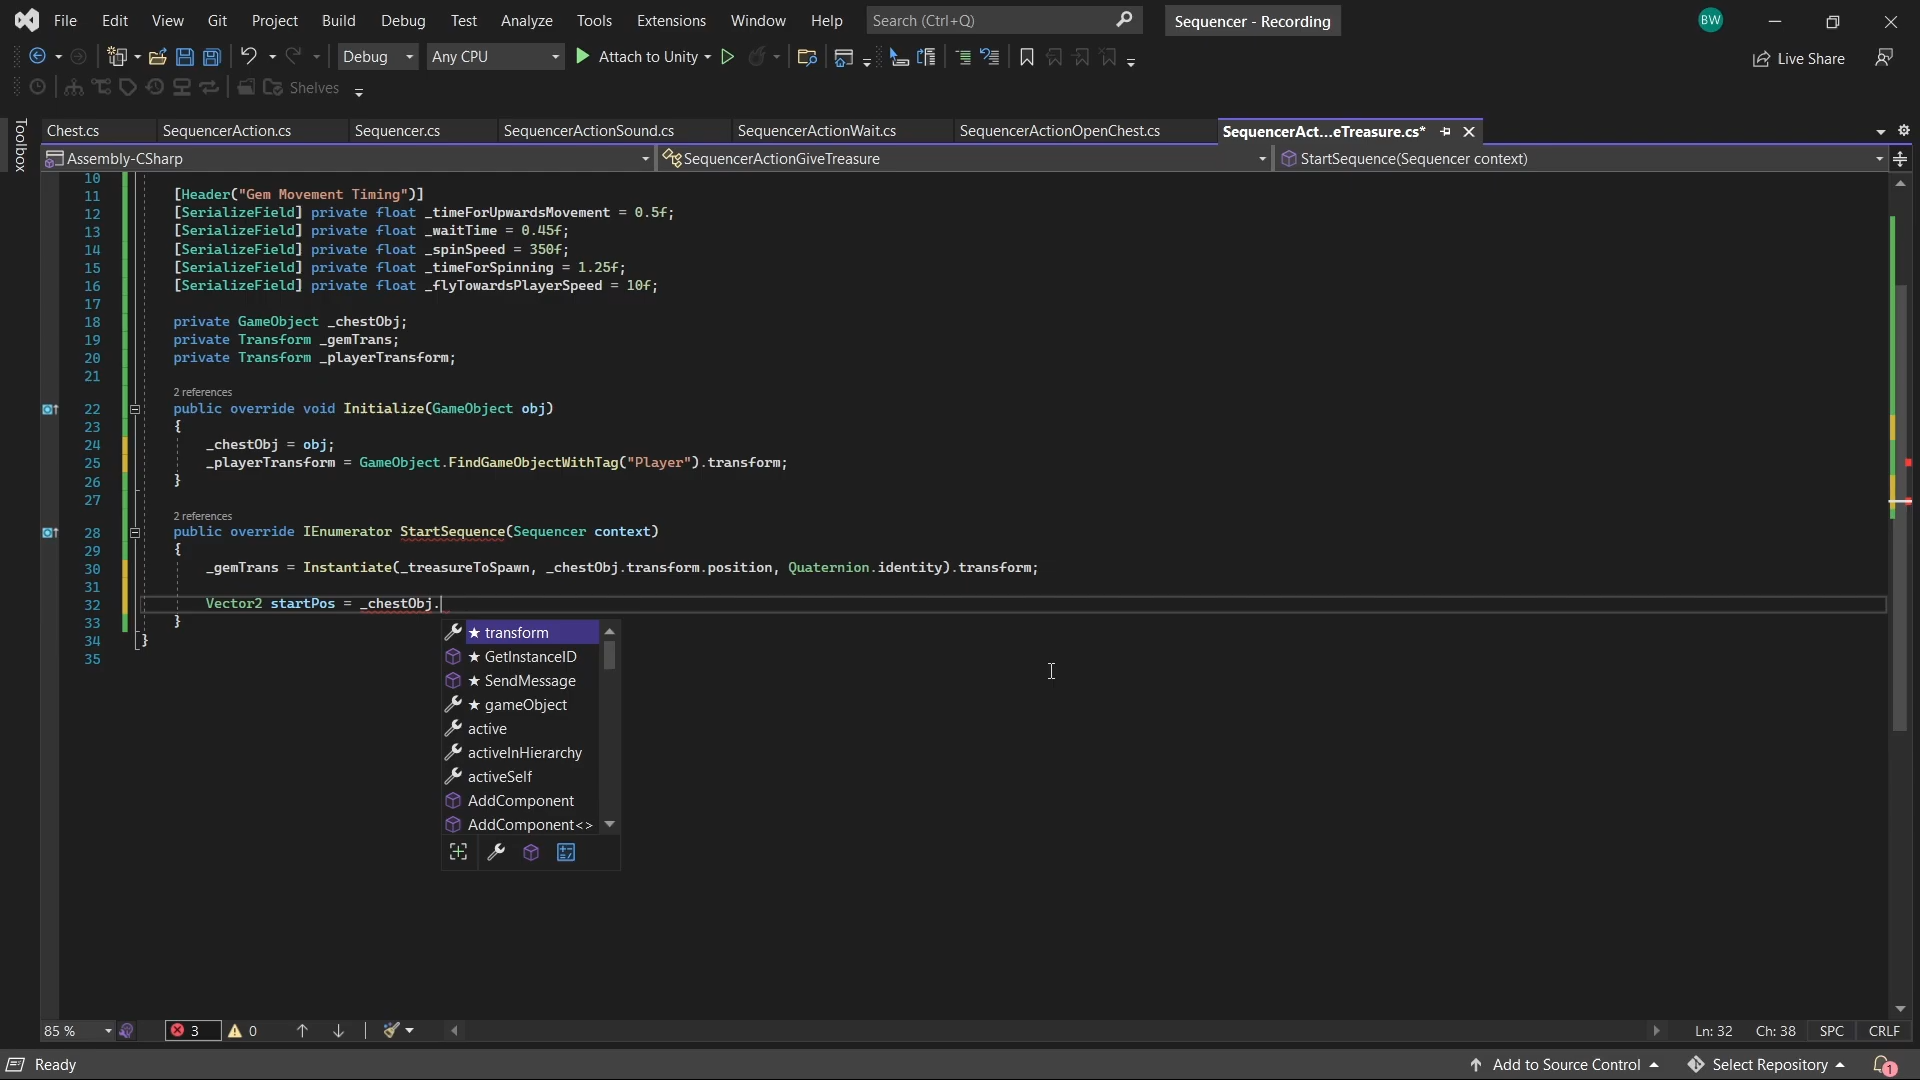 File Edit View Git Project Build Debug Test Analyze Tools Extensions Window Help Search (Ctrl+Q) Sequencer - Recording BW
Debug Any CPU Attach to Unity Live Share
Shelves
Toolbox
Chest.cs SequencerAction.cs Sequencer.cs SequencerActionSound.cs SequencerActionWait.cs SequencerActionOpenChest.cs SequencerAct...eTreasure.cs*
Assembly-CSharp SequencerActionGiveTreasure StartSequence(Sequencer context)
10
11 [Header("Gem Movement Timing")]
12 [SerializeField] private float _timeForUpwardsMovement = 0.5f;
13 [SerializeField] private float _waitTime = 0.45f;
14 [SerializeField] private float _spinSpeed = 350f;
15 [SerializeField] private float _timeForSpinning = 1.25f;
16 [SerializeField] private float _flyTowardsPlayerSpeed = 10f;
17
18 private GameObject _chestObj;
19 private Transform _gemTrans;
20 private Transform _playerTransform;
21
2 references
22 public override void Initialize(GameObject obj)
23 {
24 _chestObj = obj;
25 _playerTransform = GameObject.FindGameObjectWithTag("Player").transform;
26 }
27
2 references
28 public override IEnumerator StartSequence(Sequencer context)
29 {
30 _gemTrans = Instantiate(_treasureToSpawn, _chestObj.transform.position, Quaternion.identity).transform;
31
32 Vector2 startPos = _chestObj.
33 }
34 }
35
★ transform
★ GetInstanceID
★ SendMessage
★ gameObject
active
activeInHierarchy
activeSelf
AddComponent
AddComponent<>
85 % 3 0 Ln: 32 Ch: 38 SPC CRLF
Ready Add to Source Control Select Repository 1